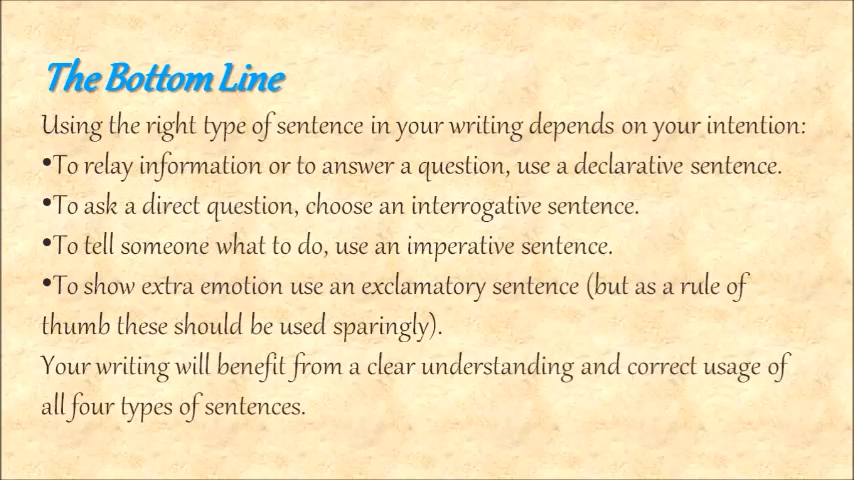 The Bottom Line
Using the right type of sentence in your writing depends on your intention:
•To relay information or to answer a question, use a declarative sentence.
•To ask a direct question, choose an interrogative sentence.
•To tell someone what to do, use an imperative sentence.
•To show extra emotion use an exclamatory sentence (but as a rule of
thumb these should be used sparingly).
Your writing will benefit from a clear understanding and correct usage of
all four types of sentences.